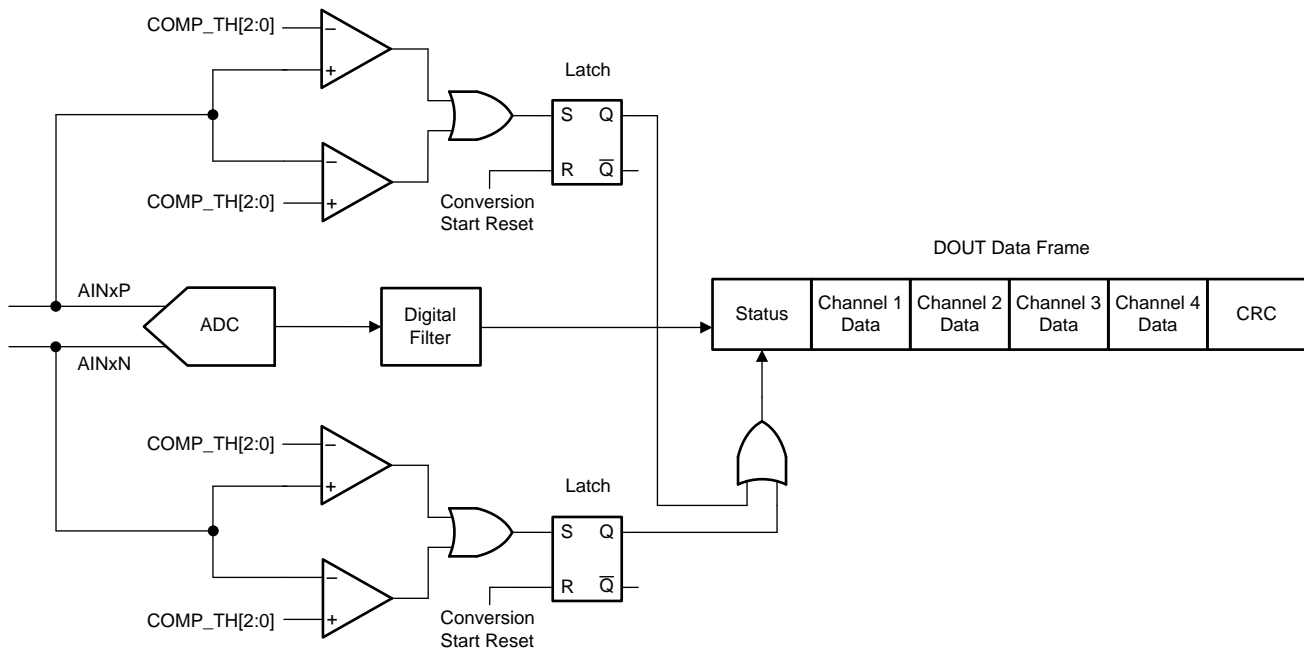 COMP_TH[2:0]
−
+
Latch
S
Q
R
Q̅
−
COMP_TH[2:0]
+
Conversion
Start Reset
DOUT Data Frame
AINxP
ADC
Digital
Filter
Status
Channel 1
Data
Channel 2
Data
Channel 3
Data
Channel 4
Data
CRC
AINxN
COMP_TH[2:0]
−
+
Latch
S
Q
R
Q̅
−
COMP_TH[2:0]
+
Conversion
Start Reset